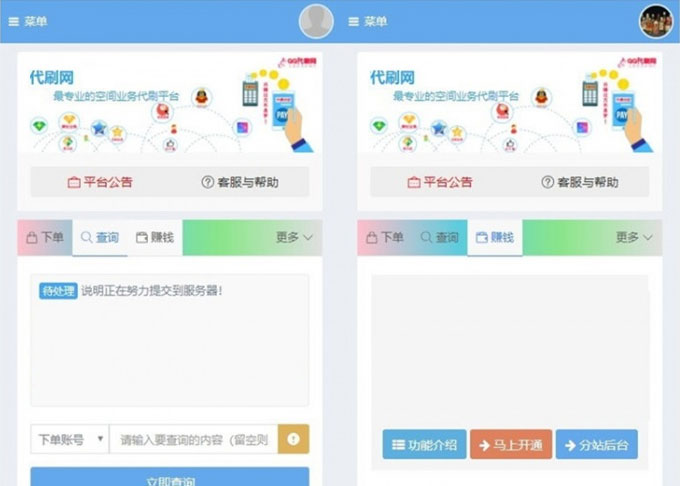 菜单
代刷网
QQ代刷网
最专业的空间业务代刷平台
PAY
平台公告
客服与帮助
下单
查询
赚钱
更多
待处理 说明正在努力提交到服务器!
下单账号
请输入要查询的内容（留空则
立即查询
菜单
代刷网
QQ代刷网
最专业的空间业务代刷平台
PAY
平台公告
客服与帮助
下单
查询
赚钱
更多
功能介绍
马上开通
分站后台